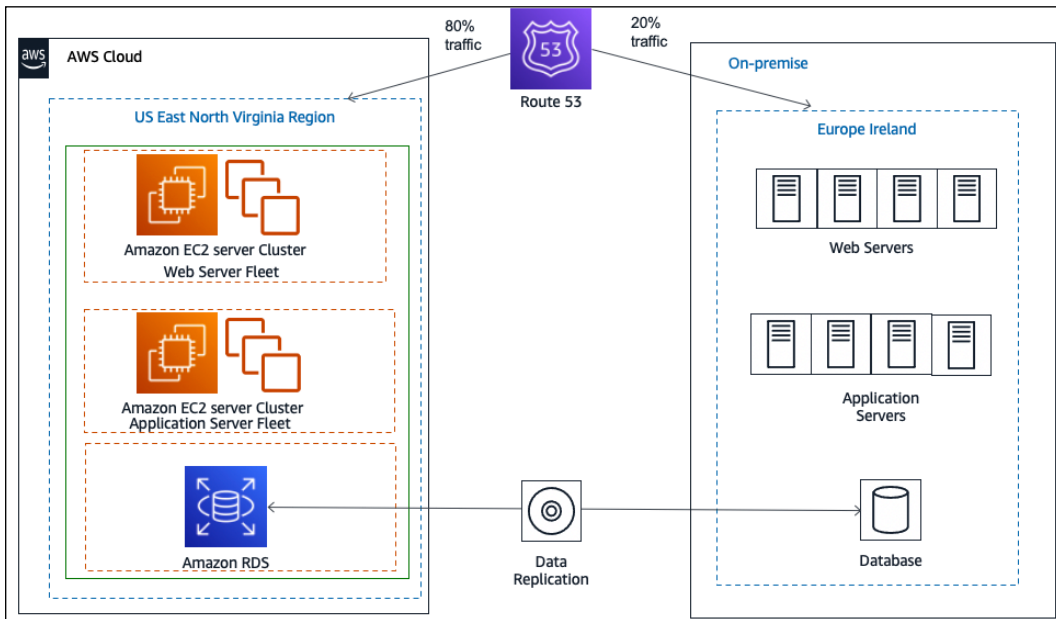 80%
traffic
20%
traffic
aws
AWS Cloud
53
Route 53
On-premise
US East North Virginia Region
Europe Ireland
Amazon EC2 server Cluster
Web Server Fleet
Web Servers
Amazon EC2 server Cluster
Application Server Fleet
Application
Servers
Amazon RDS
Data
Replication
Database